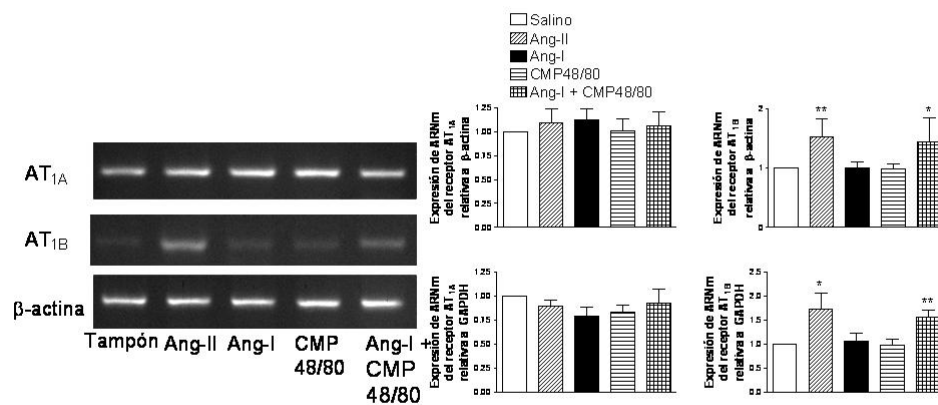 Salino
Ang-II
Ang-I
CMP48/80
Ang-I + CMP48/80
AT1A
AT1B
β-actina
Tampón Ang-II Ang-I CMP 48/80 Ang-I + CMP 48/80
Expresión de ARNm
del receptor AT1A
relativa a β-actina
1.25
1.00
0.75
0.50
0.25
0.00
Expresión de ARNm
del receptor AT1B
relativa a β-actina
2
1
0
**
*
Expresión de ARNm
del receptor AT1A
relativa a GAPDH
1.25
1.00
0.75
0.50
0.25
0.00
Expresión de ARNm
del receptor AT1B
relativa a GAPDH
2.5
2.0
1.5
1.0
0.5
0.0
*
**